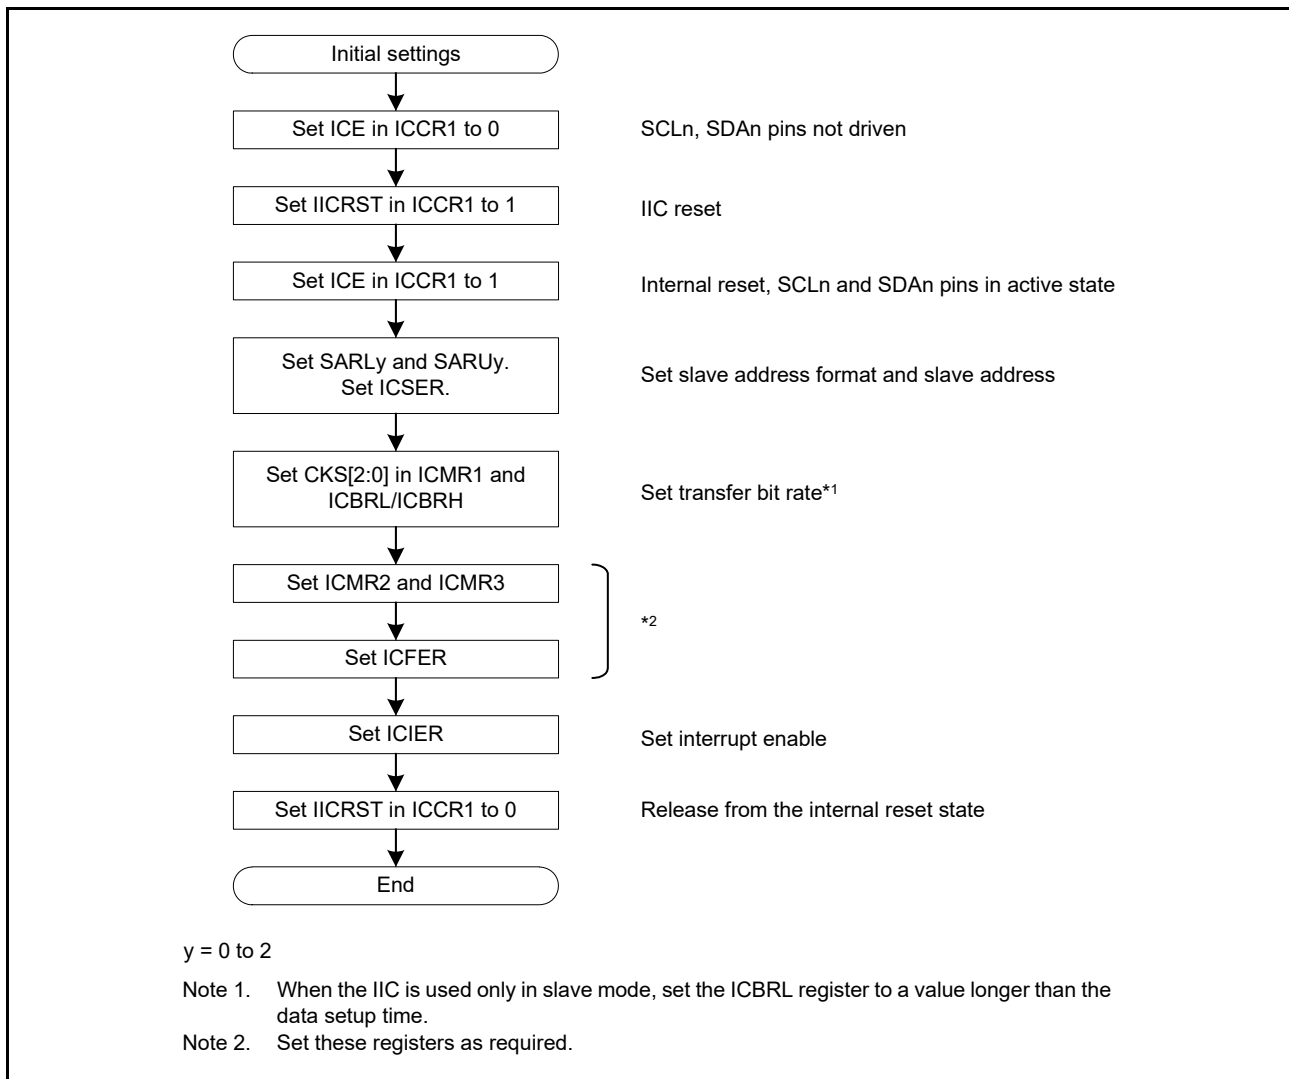 Initial settings
Set ICE in ICCR1 to 0
SCLn, SDAn pins not driven
Set IICRST in ICCR1 to 1
IIC reset
Set ICE in ICCR1 to 1
Internal reset, SCLn and SDAn pins in active state
Set SARLy and SARUy.
Set ICSER.
Set slave address format and slave address
Set CKS[2:0] in ICMR1 and
ICBRL/ICBRH
Set transfer bit rate*1
Set ICMR2 and ICMR3
*2
Set ICFER
Set ICIER
Set interrupt enable
Set IICRST in ICCR1 to 0
Release from the internal reset state
End
y = 0 to 2
Note 1. When the IIC is used only in slave mode, set the ICBRL register to a value longer than the
data setup time.
Note 2. Set these registers as required.